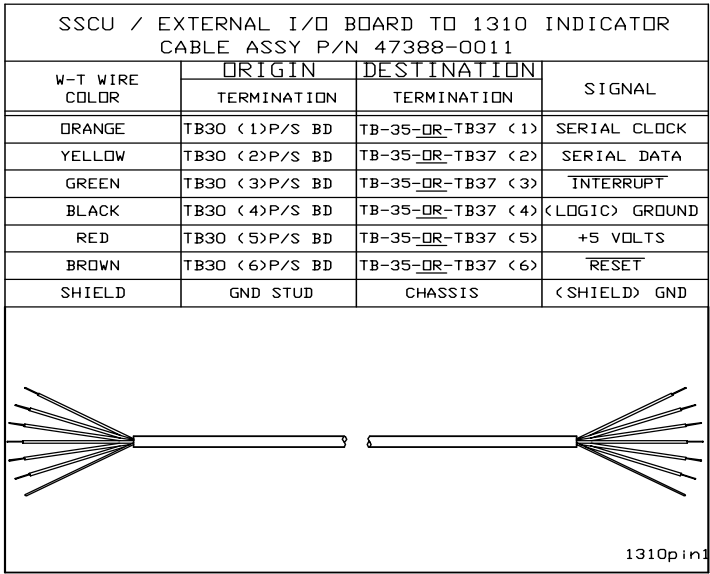 SSCU / EXTERNAL I/O BOARD TO 1310 INDICATOR
CABLE ASSY P/N 47388-0011
W-T WIRE COLOR ORIGIN TERMINATION DESTINATION TERMINATION SIGNAL
ORANGE TB30 (1)P/S BD TB-35-OR-TB37 (1) SERIAL CLOCK
YELLOW TB30 (2)P/S BD TB-35-OR-TB37 (2) SERIAL DATA
GREEN TB30 (3)P/S BD TB-35-OR-TB37 (3) INTERRUPT
BLACK TB30 (4)P/S BD TB-35-OR-TB37 (4) (LOGIC) GROUND
RED TB30 (5)P/S BD TB-35-OR-TB37 (5) +5 VOLTS
BROWN TB30 (6)P/S BD TB-35-OR-TB37 (6) RESET
SHIELD GND STUD CHASSIS (SHIELD) GND
1310pin1